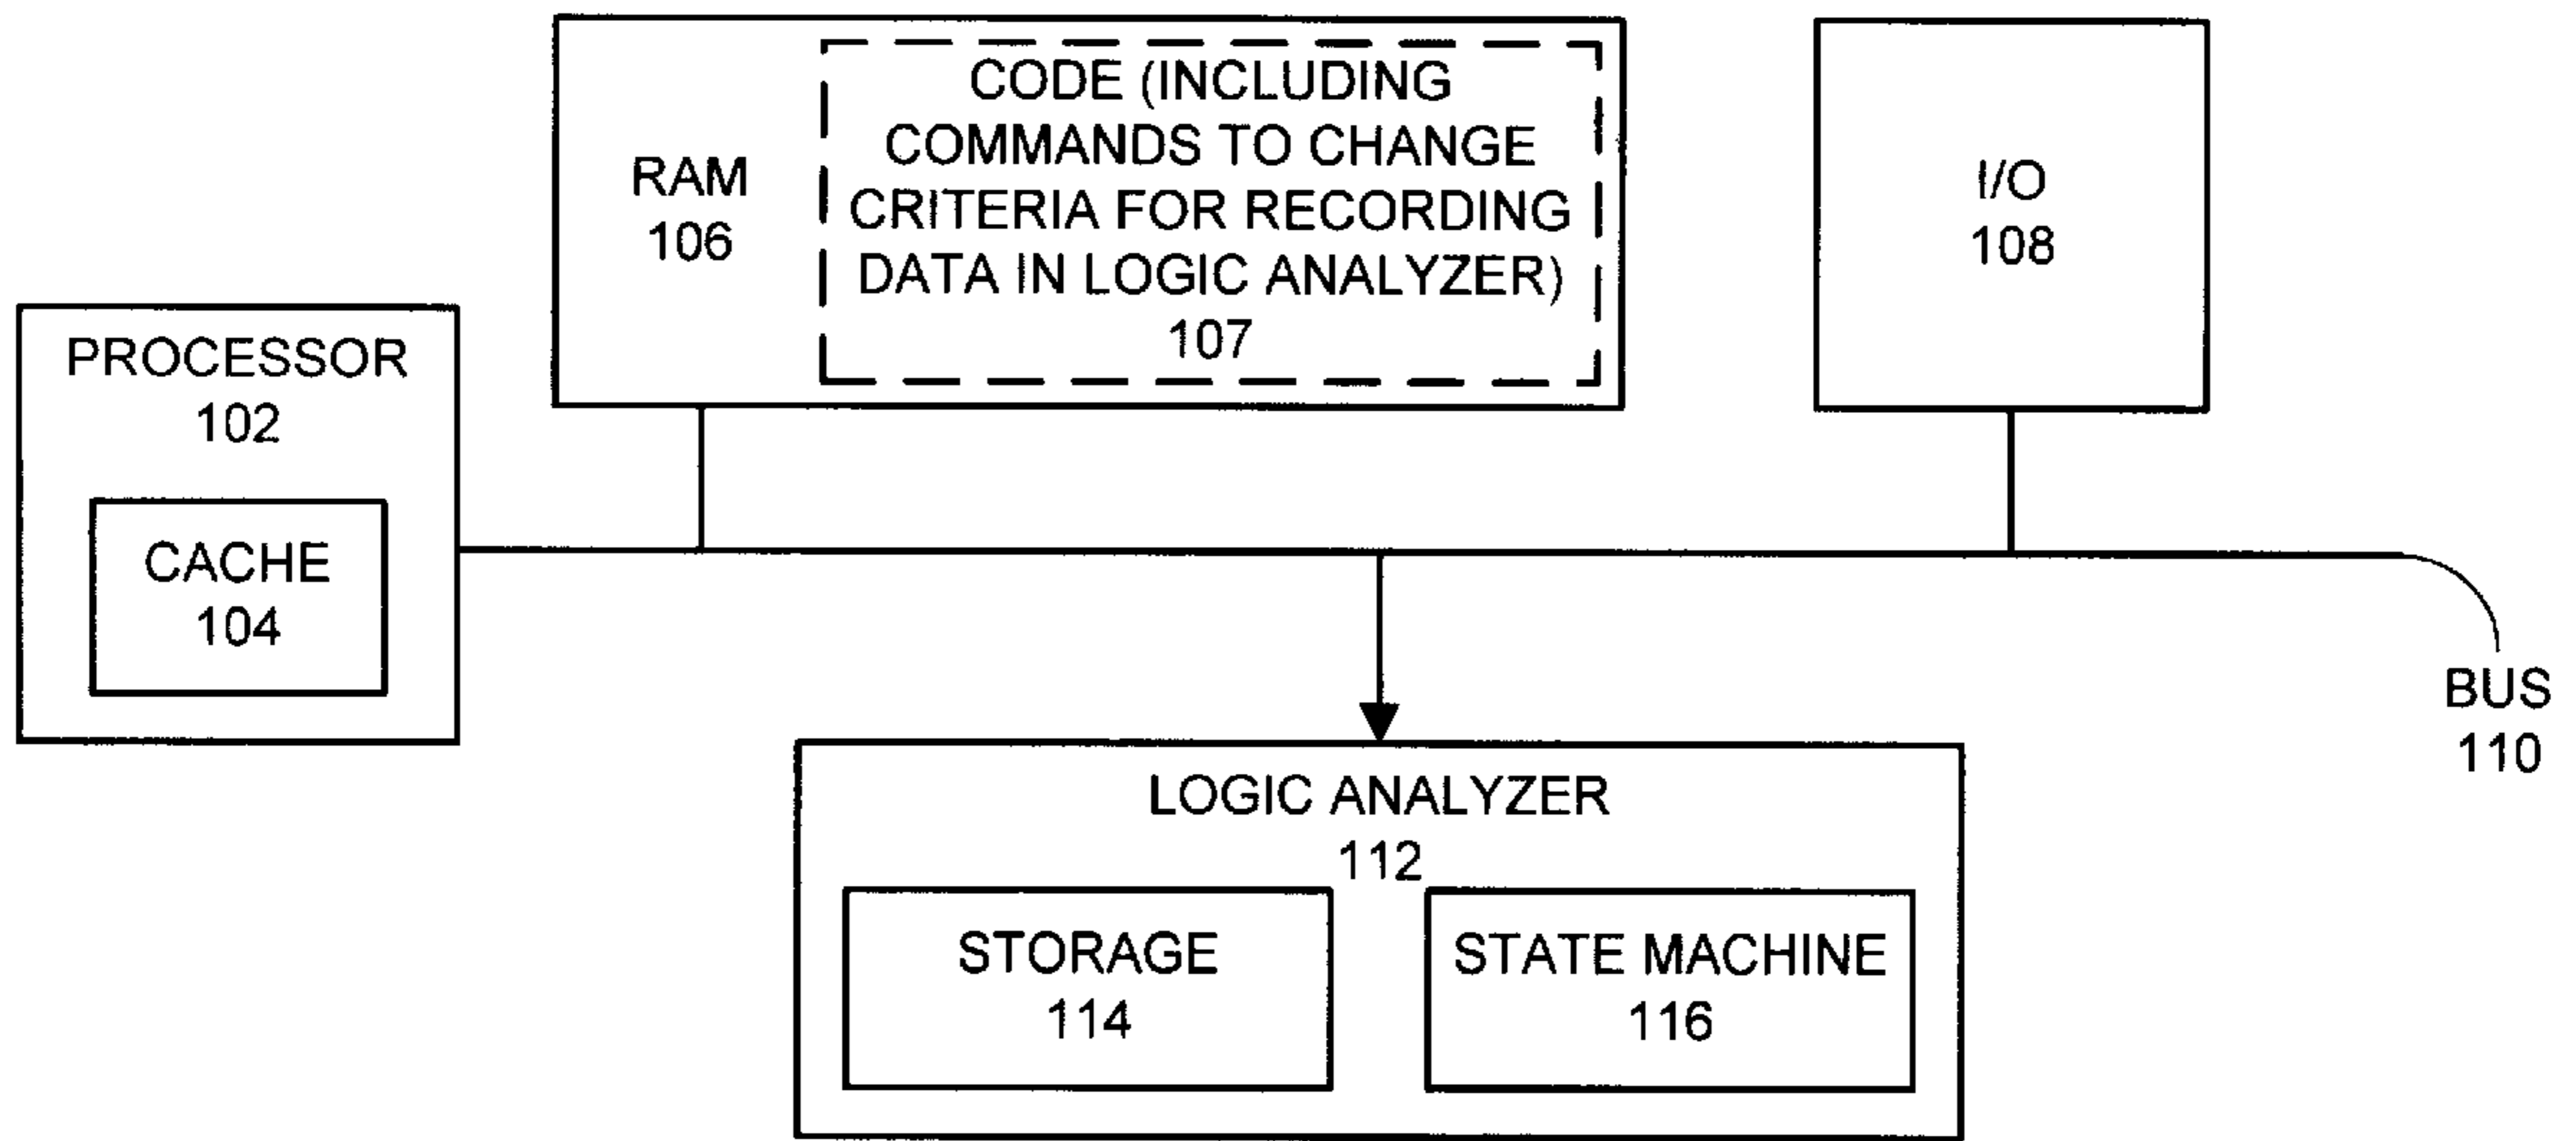 RAM
106
CODE (INCLUDING
COMMANDS TO CHANGE
CRITERIA FOR RECORDING
DATA IN LOGIC ANALYZER)
107
I/O
108
PROCESSOR
102
CACHE
104
BUS
110
LOGIC ANALYZER
112
STORAGE
114
STATE MACHINE
116